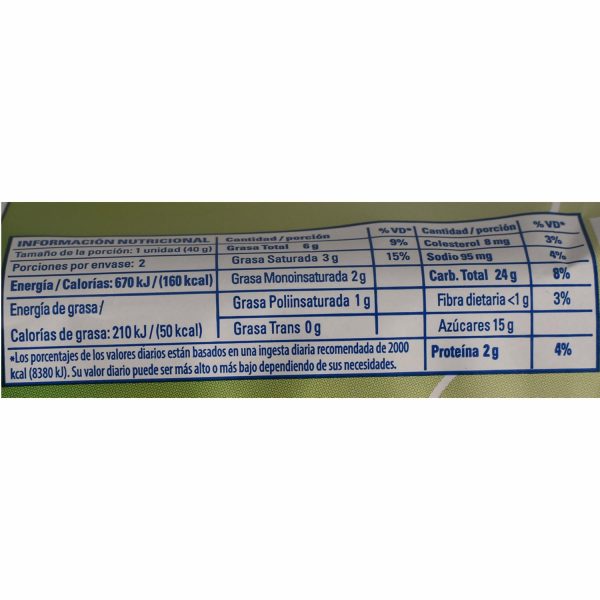 INFORMACIÓN NUTRICIONAL
Tamaño de la porción: 1 unidad (40 g)
Porciones por envase: 2
Energía / Calorías: 670 kJ / (160 kcal)
Energía de grasa /
Calorías de grasa: 210 kJ / (50 kcal)
Cantidad / porción % VD*
Grasa Total 6 g 9%
Grasa Saturada 3 g 15%
Grasa Monoinsaturada 2 g
Grasa Poliinsaturada 1 g
Grasa Trans 0 g
Cantidad / porción % VD*
Colesterol 8 mg 3%
Sodio 95 mg 4%
Carb. Total 24 g 8%
Fibra dietaria <1 g 3%
Azúcares 15 g
Proteína 2 g 4%
*Los porcentajes de los valores diarios están basados en una ingesta diaria recomendada de 2000
kcal (8380 kJ). Su valor diario puede ser más alto o más bajo dependiendo de sus necesidades.